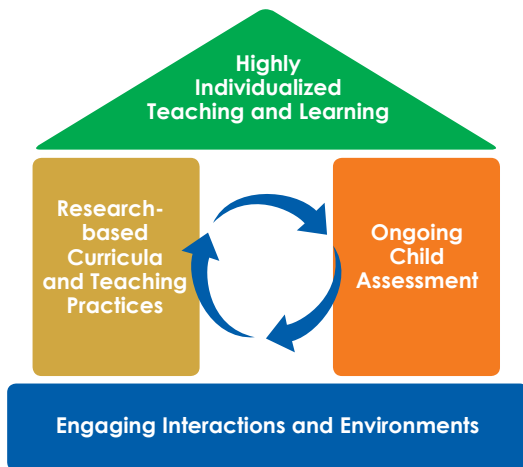 Highly
Individualized
Teaching and Learning
Research-
based
Curricula
and Teaching
Practices
Ongoing
Child
Assessment
Engaging Interactions and Environments